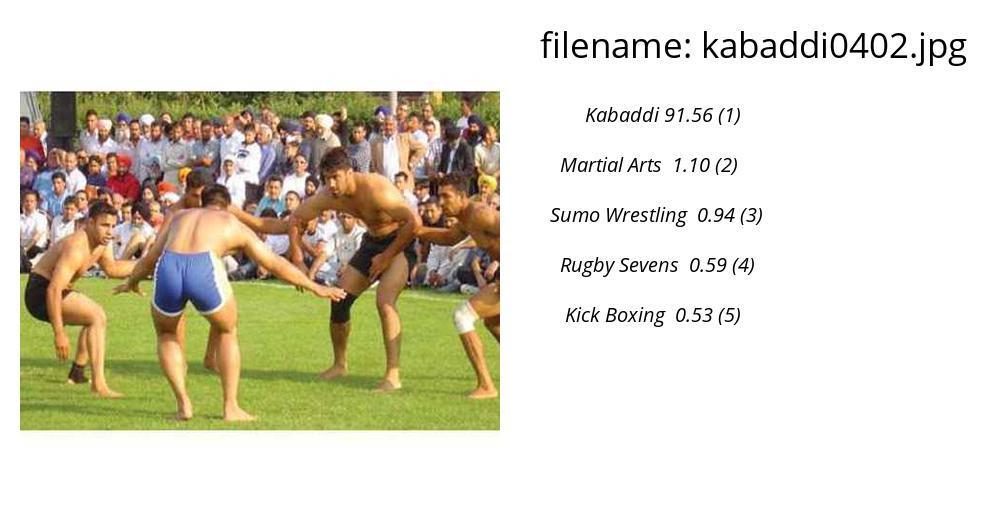 filename: kabaddi0402.jpg
Kabaddi 91.56 (1)
Martial Arts 1.10 (2)
Sumo Wrestling 0.94 (3)
Rugby Sevens 0.59 (4)
Kick Boxing 0.53 (5)